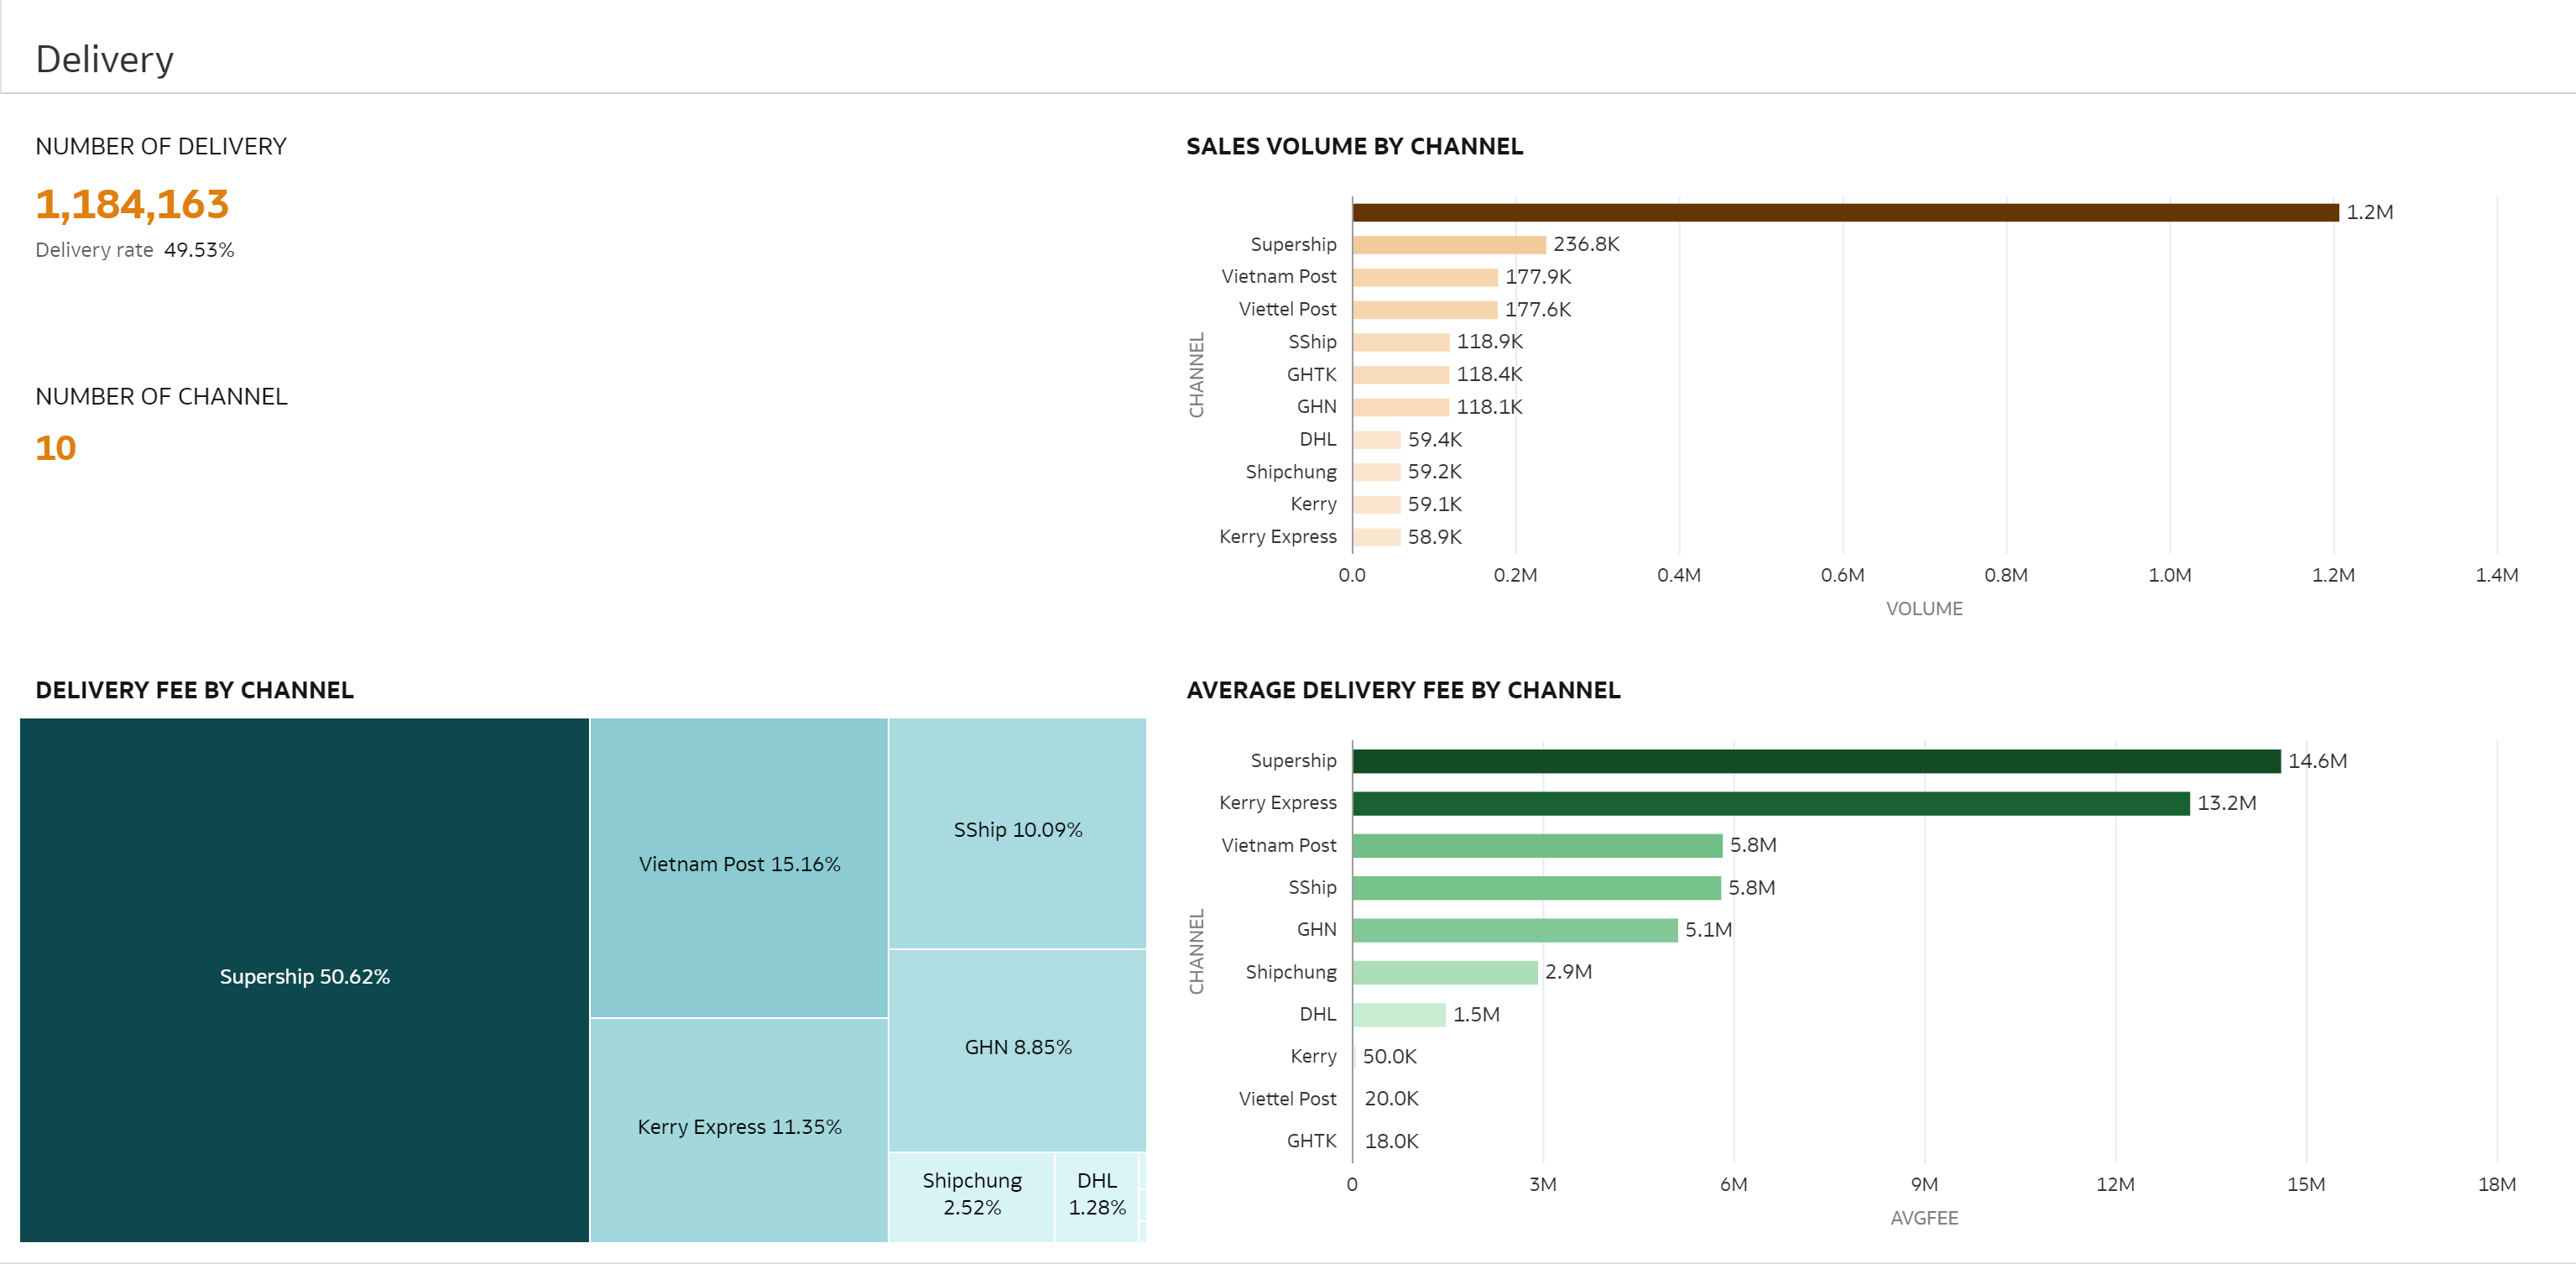 Delivery
NUMBER OF DELIVERY
1,184,163
Delivery rate 49.53%
NUMBER OF CHANNEL
10
SALES VOLUME BY CHANNEL
CHANNEL
1.2M
Supership 236.8K
Vietnam Post 177.9K
Viettel Post 177.6K
SShip 118.9K
GHTK 118.4K
GHN 118.1K
DHL 59.4K
Shipchung 59.2K
Kerry 59.1K
Kerry Express 58.9K
0.0 0.2M 0.4M 0.6M 0.8M 1.0M 1.2M 1.4M
VOLUME
DELIVERY FEE BY CHANNEL
Supership 50.62%
Vietnam Post 15.16%
Kerry Express 11.35%
SShip 10.09%
GHN 8.85%
Shipchung
2.52%
DHL
1.28%
AVERAGE DELIVERY FEE BY CHANNEL
CHANNEL
Supership 14.6M
Kerry Express 13.2M
Vietnam Post 5.8M
SShip 5.8M
GHN 5.1M
Shipchung 2.9M
DHL 1.5M
Kerry 50.0K
Viettel Post 20.0K
GHTK 18.0K
0 3M 6M 9M 12M 15M 18M
AVGFEE